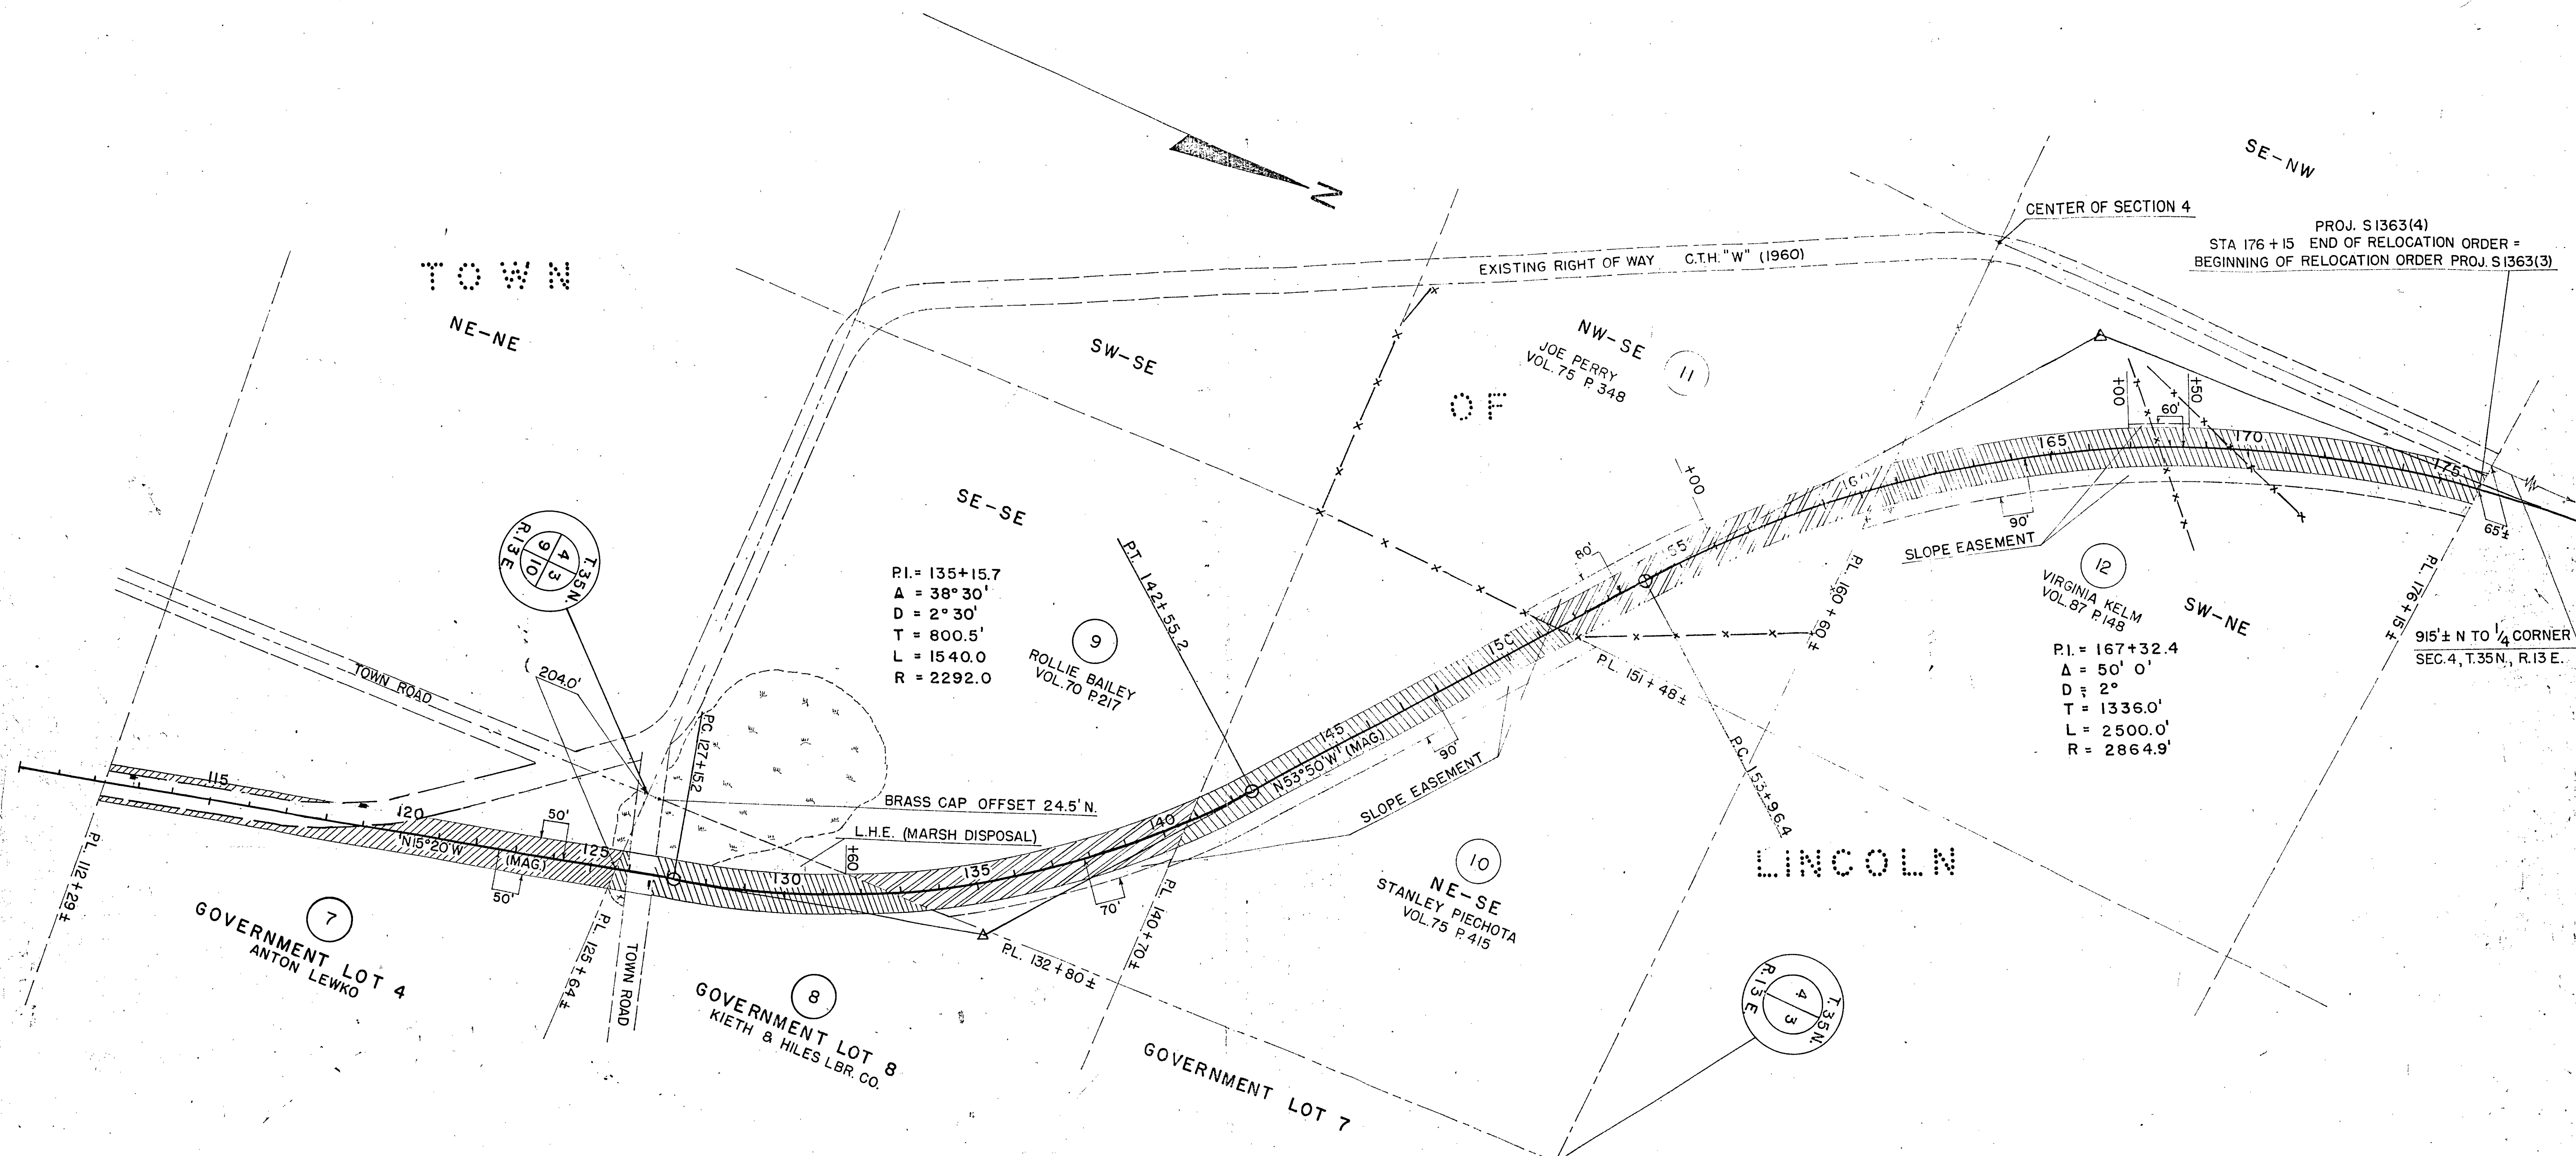 N
TOWN
OF
LINCOLN
NE-NE
SW-SE
SE-SE
NW-SE
JOE PERRY
VOL. 75 P. 348
11
SE-NW
CENTER OF SECTION 4
EXISTING RIGHT OF WAY C.T.H. "W" (1960)
PROJ. S 1363(4)
STA 176 + 15 END OF RELOCATION ORDER =
BEGINNING OF RELOCATION ORDER PROJ. S 1363(3)
T.35N.
4 3
9 10
R.13E
TOWN ROAD
204.0'
P.C. 127+15.2
P.I. = 135+15.7
Δ = 38° 30'
D = 2° 30'
T = 800.5'
L = 1540.0
R = 2292.0
9
ROLLIE BAILEY
VOL. 70 P. 217
P.T. 142+55.2
BRASS CAP OFFSET 24.5' N.
L.H.E. (MARSH DISPOSAL)
+60
115
120
125
130
135
140
145
150
155
165
170
175
N15°20'W (MAG)
50'
50'
N53°50'W (MAG)
70'
90'
SLOPE EASEMENT
80'
+00
90'
SLOPE EASEMENT
+00
60'
+50
65'±
P.L. 112+29±
P.L. 125+64±
P.L. 132+80±
P.L. 140+70±
P.L. 151+48±
P.C. 153+96.4
P.L. 160+60±
P.L. 176+15±
TOWN ROAD
7
GOVERNMENT LOT 4
ANTON LEWKO
8
GOVERNMENT LOT 8
KIETH & HILES LBR. CO.
GOVERNMENT LOT 7
10
NE-SE
STANLEY PIECHOTA
VOL. 75 P. 415
T.35N.
4 3
R.13E
12
VIRGINIA KELM
VOL. 87 P. 148
SW-NE
P.I. = 167+32.4
Δ = 50° 0'
D = 2°
T = 1336.0'
L = 2500.0'
R = 2864.9'
915'± N TO 1/4 CORNER
SEC. 4, T.35N., R.13 E.